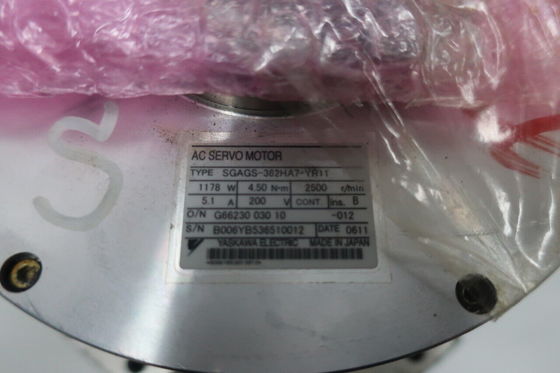 S
AC SERVO MOTOR
TYPE SGAGS-382HA7-YR11
1178 W 4.50 N·m 2500 r/min
5.1 A 200 V CONT. ins. B
O/N G66230 030 10 -012
S/N B006YB536510012 DATE 0611
YASKAWA ELECTRIC MADE IN JAPAN